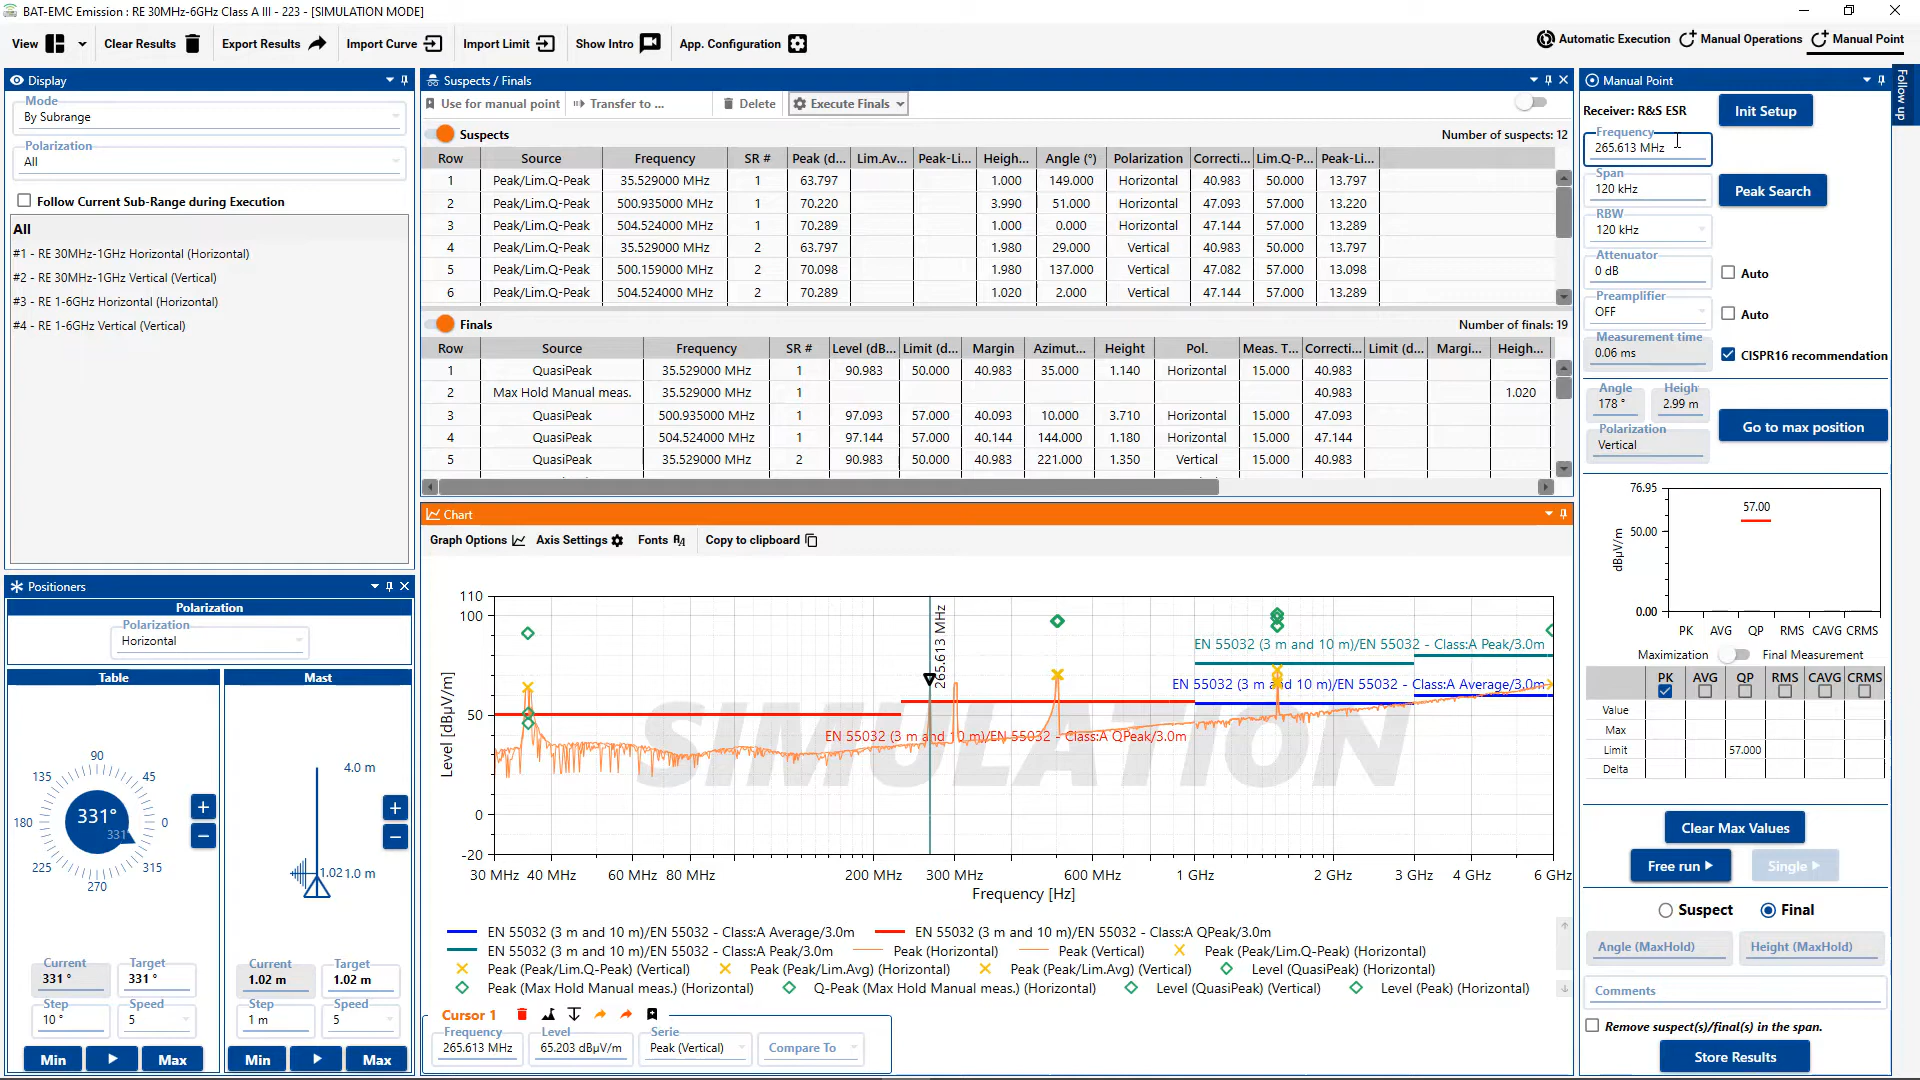 BAT-EMC Emission : RE 30MHz-6GHz Class A III - 223 - [SIMULATION MODE]
View Clear Results Export Results Import Curve Import Limit Show Intro App. Configuration Automatic Execution Manual Operations Manual Point
Display
Mode
By Subrange
Polarization
All
Follow Current Sub-Range during Execution
All
#1 - RE 30MHz-1GHz Horizontal (Horizontal)
#2 - RE 30MHz-1GHz Vertical (Vertical)
#3 - RE 1-6GHz Horizontal (Horizontal)
#4 - RE 1-6GHz Vertical (Vertical)
Positioners
Polarization
Polarization
Horizontal
Table Mast
90
135 45
180 0
225 315
270
331°
331
4.0 m
1.02 1.0 m
Current Target Current Target
331 ° 331 ° 1.02 m 1.02 m
Step Speed Step Speed
10 ° 5 1 m 5
Min Max Min Max
Suspects / Finals
Use for manual point Transfer to ... Delete Execute Finals
Suspects Number of suspects: 12
Row Source Frequency SR # Peak (d... Lim.Av... Peak-Li... Heigh... Angle (°) Polarization Correcti... Lim.Q-P... Peak-Li...
1 Peak/Lim.Q-Peak 35.529000 MHz 1 63.797 1.000 149.000 Horizontal 40.983 50.000 13.797
2 Peak/Lim.Q-Peak 500.935000 MHz 1 70.220 3.990 51.000 Horizontal 47.093 57.000 13.220
3 Peak/Lim.Q-Peak 504.524000 MHz 1 70.289 1.000 0.000 Horizontal 47.144 57.000 13.289
4 Peak/Lim.Q-Peak 35.529000 MHz 2 63.797 1.980 29.000 Vertical 40.983 50.000 13.797
5 Peak/Lim.Q-Peak 500.159000 MHz 2 70.098 1.980 137.000 Vertical 47.082 57.000 13.098
6 Peak/Lim.Q-Peak 504.524000 MHz 2 70.289 1.020 2.000 Vertical 47.144 57.000 13.289
Finals Number of finals: 19
Row Source Frequency SR # Level (dB... Limit (d... Margin Azimut... Height Pol. Meas. T... Correcti... Limit (d... Margi... Heigh...
1 QuasiPeak 35.529000 MHz 1 90.983 50.000 40.983 35.000 1.140 Horizontal 15.000 40.983
2 Max Hold Manual meas. 35.529000 MHz 1 40.983 1.020
3 QuasiPeak 500.935000 MHz 1 97.093 57.000 40.093 10.000 3.710 Horizontal 15.000 47.093
4 QuasiPeak 504.524000 MHz 1 97.144 57.000 40.144 144.000 1.180 Horizontal 15.000 47.144
5 QuasiPeak 35.529000 MHz 2 90.983 50.000 40.983 221.000 1.350 Vertical 15.000 40.983
Chart
Graph Options Axis Settings Fonts Copy to clipboard
110
100
50
0
-20
Level [dBµV/m]
265.613 MHz
EN 55032 (3 m and 10 m)/EN 55032 - Class:A Peak/3.0m
EN 55032 (3 m and 10 m)/EN 55032 - Class:A Average/3.0m
EN 55032 (3 m and 10 m)/EN 55032 - Class:A QPeak/3.0m
SIMULATION
30 MHz 40 MHz 60 MHz 80 MHz 200 MHz 300 MHz 600 MHz 1 GHz 2 GHz 3 GHz 4 GHz 6 GHz
Frequency [Hz]
EN 55032 (3 m and 10 m)/EN 55032 - Class:A Average/3.0m EN 55032 (3 m and 10 m)/EN 55032 - Class:A QPeak/3.0m
EN 55032 (3 m and 10 m)/EN 55032 - Class:A Peak/3.0m Peak (Horizontal) Peak (Vertical) Peak (Peak/Lim.Q-Peak) (Horizontal)
Peak (Peak/Lim.Q-Peak) (Vertical) Peak (Peak/Lim.Avg) (Horizontal) Peak (Peak/Lim.Avg) (Vertical) Level (QuasiPeak) (Horizontal)
Peak (Max Hold Manual meas.) (Horizontal) Q-Peak (Max Hold Manual meas.) (Horizontal) Level (QuasiPeak) (Vertical) Level (Peak) (Horizontal)
Cursor 1
Frequency Level Serie
265.613 MHz 65.203 dBµV/m Peak (Vertical) Compare To
Manual Point
Receiver: R&S ESR Init Setup
Frequency
265.613 MHz
Span
120 kHz Peak Search
RBW
120 kHz
Attenuator
0 dB Auto
Preamplifier
OFF Auto
Measurement time
0.06 ms CISPR16 recommendation
Angle Heigh
178 ° 2.99 m Go to max position
Polarization
Vertical
76.95
50.00
0.00
dBµV/m
57.00
PK AVG QP RMS CAVG CRMS
Maximization Final Measurement
PK AVG QP RMS CAVG CRMS
Value
Max
Limit 57.000
Delta
Clear Max Values
Free run Single
Suspect Final
Angle (MaxHold) Height (MaxHold)
Comments
Remove suspect(s)/final(s) in the span.
Store Results
Follow up